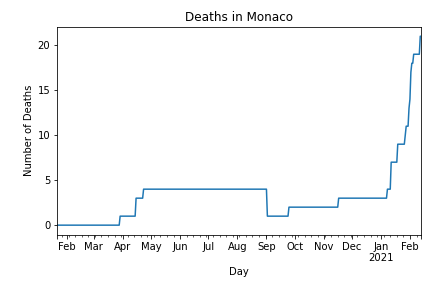 Deaths in Monaco
Number of Deaths
20
15
10
5
0
Feb Mar Apr May Jun Jul Aug Sep Oct Nov Dec Jan Feb
2021
Day